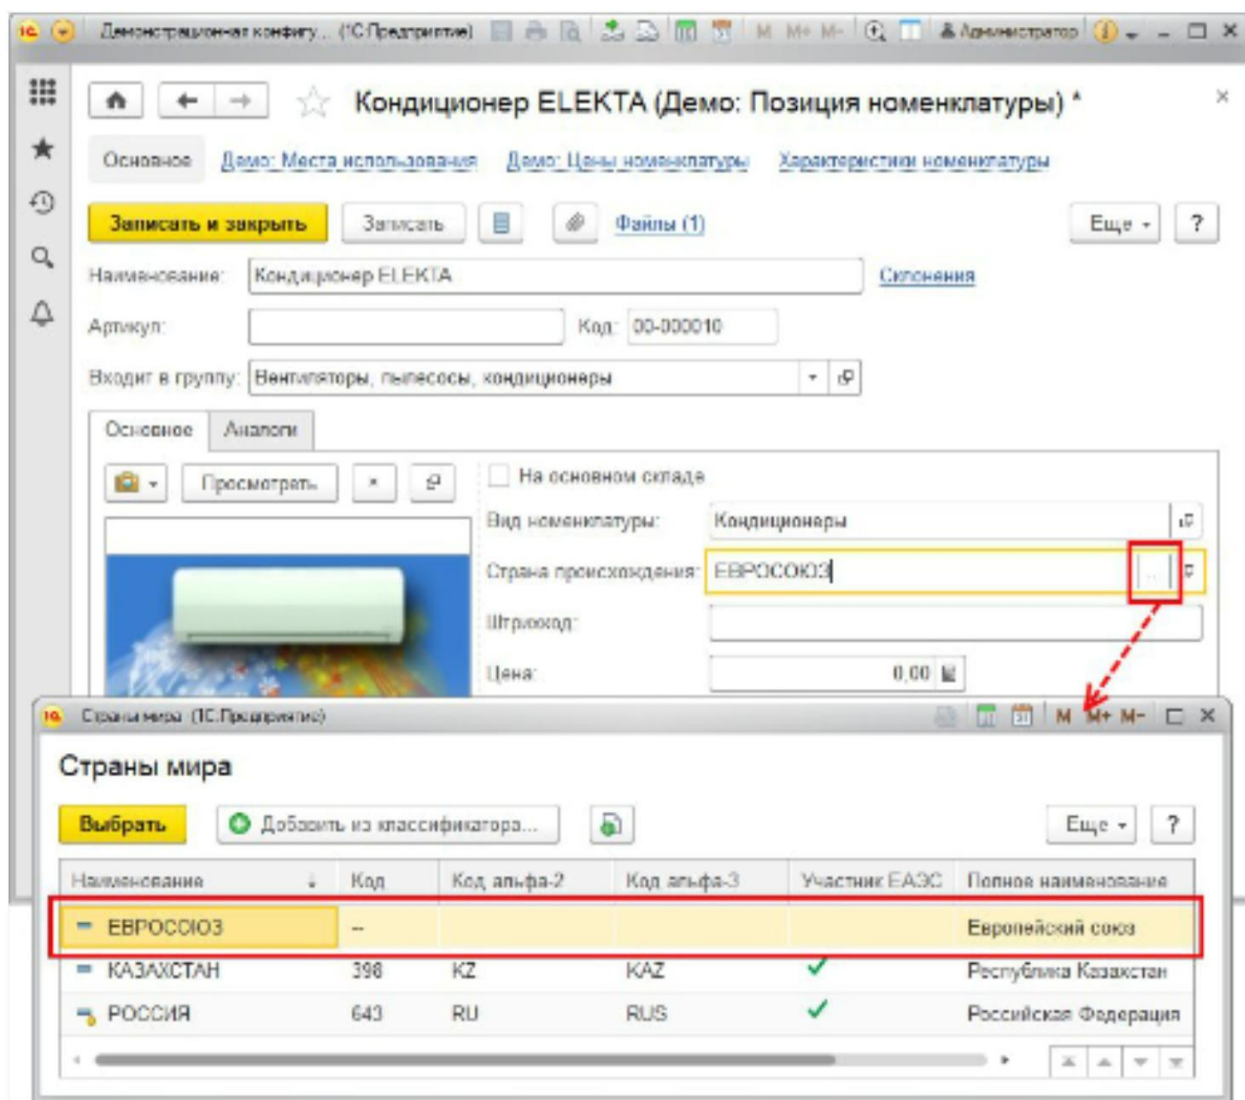 1С Демонстрационная конфигу... (1С:Предприятие) M M+ M- Администратор
Кондиционер ELEKTA (Демо: Позиция номенклатуры) *
Основное Демо: Места использования Демо: Цены номенклатуры Характеристики номенклатуры
Записать и закрыть Записать Файлы (1) Еще ?
Наименование: Кондиционер ELEKTA Склонения
Артикул: Код: 00-000010
Входит в группу: Вентиляторы, пылесосы, кондиционеры
Основное Аналоги
Просмотреть На основном складе
Вид номенклатуры: Кондиционеры
Страна происхождения: ЕВРОСОЮЗ ...
Штрихкод:
Цена: 0,00
1С Страны мира (1С:Предприятие) 31 M M+ M-
Страны мира
Выбрать Добавить из классификатора... Еще ?
Наименование ↓ Код Код альфа-2 Код альфа-3 Участник ЕАЭС Полное наименование
ЕВРОСОЮЗ -- Европейский союз
КАЗАХСТАН 398 KZ KAZ Республика Казахстан
РОССИЯ 643 RU RUS Российская Федерация